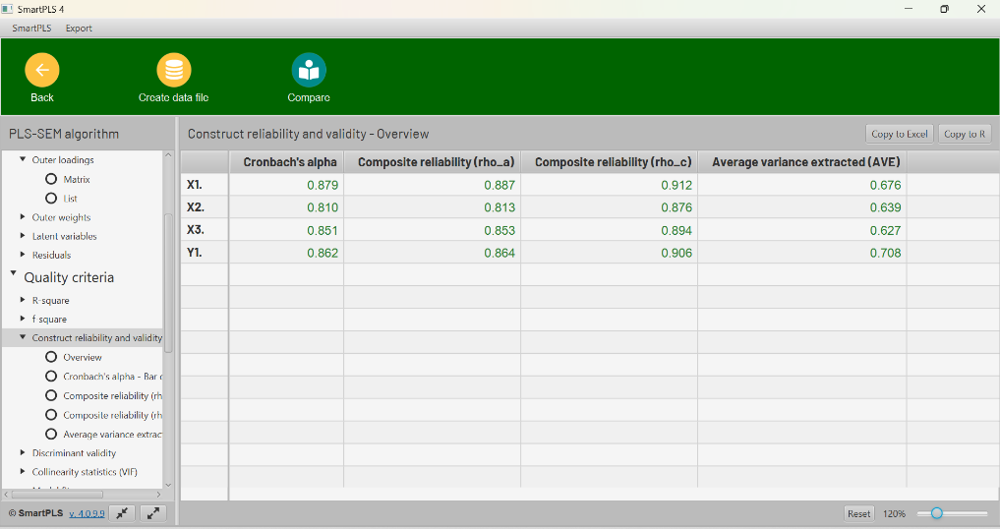 SmartPLS 4
SmartPLS Export
Back Create data file Compare
PLS-SEM algorithm
Outer loadings
Matrix
List
Outer weights
Latent variables
Residuals
Quality criteria
R-square
f-square
Construct reliability and validity
Overview
Cronbach's alpha - Bar
Composite reliability (rh
Composite reliability (rh
Average variance extrac
Discriminant validity
Collinearity statistics (VIF)
© SmartPLS v. 4.0.9.9
Construct reliability and validity - Overview Copy to Excel Copy to R
Cronbach's alpha Composite reliability (rho_a) Composite reliability (rho_c) Average variance extracted (AVE)
X1. 0.879 0.887 0.912 0.676
X2. 0.810 0.813 0.876 0.639
X3. 0.851 0.853 0.894 0.627
Y1. 0.862 0.864 0.906 0.708
Reset 120%